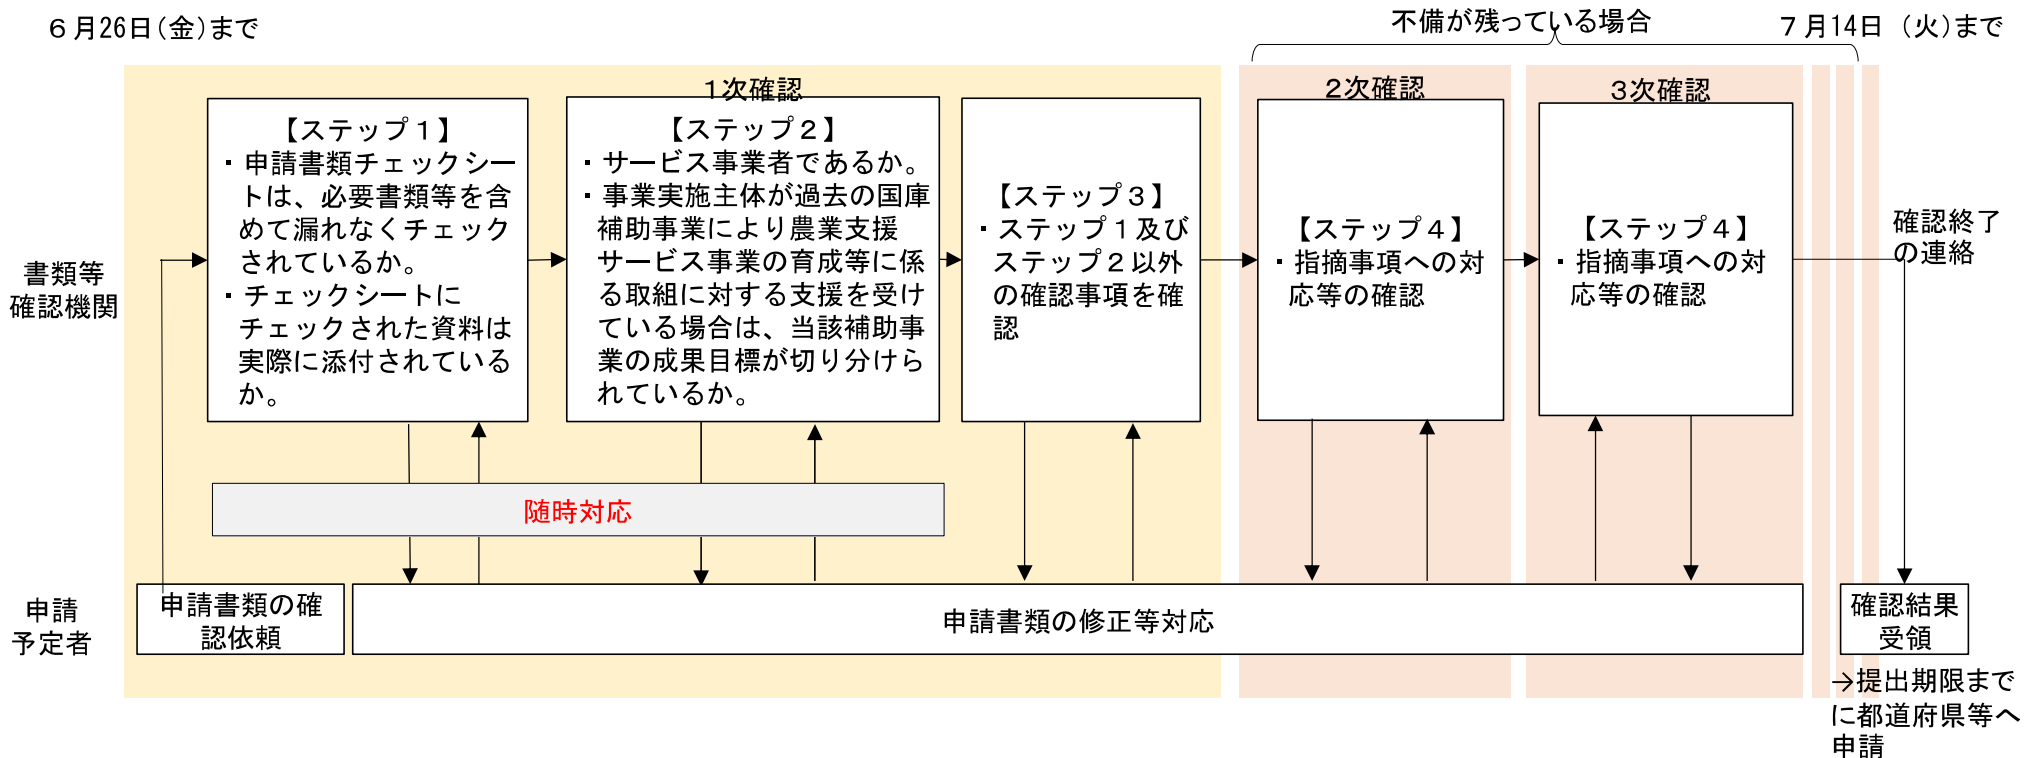 ６月26日（金）まで
不備が残っている場合
７月14日（火）まで
１次確認
２次確認
３次確認
書類等
確認機関
【ステップ１】
・申請書類チェックシー
トは、必要書類等を含
めて漏れなくチェック
されているか。
・チェックシートに
チェックされた資料は
実際に添付されている
か。
【ステップ２】
・サービス事業者であるか。
・事業実施主体が過去の国庫
補助事業により農業支援
サービス事業の育成等に係
る取組に対する支援を受け
ている場合は、当該補助事
業の成果目標が切り分けら
れているか。
【ステップ３】
・ステップ１及び
ステップ２以外
の確認事項を確
認
【ステップ４】
・指摘事項への対
応等の確認
【ステップ４】
・指摘事項への対
応等の確認
確認終了
の連絡
随時対応
申請
予定者
申請書類の確
認依頼
申請書類の修正等対応
確認結果
受領
→提出期限まで
に都道府県等へ
申請